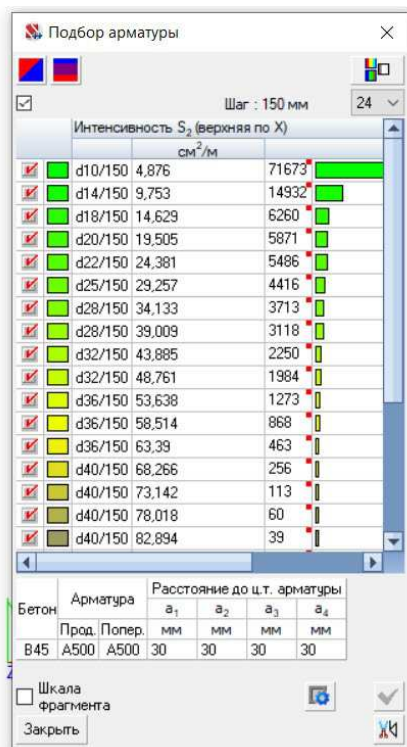 Подбор арматуры
Шаг : 150 мм 24
Интенсивность S2 (верхняя по X)
см2/м
d10/150 4,876 71673
d14/150 9,753 14932
d18/150 14,629 6260
d20/150 19,505 5871
d22/150 24,381 5486
d25/150 29,257 4416
d28/150 34,133 3713
d28/150 39,009 3118
d32/150 43,885 2250
d32/150 48,761 1984
d36/150 53,638 1273
d36/150 58,514 868
d36/150 63,39 463
d40/150 68,266 256
d40/150 73,142 113
d40/150 78,018 60
d40/150 82,894 39
Бетон Арматура Расстояние до ц.т. арматуры
a1 a2 a3 a4
Прод. Попер. мм мм мм мм
B45 A500 A500 30 30 30 30
Шкала
фрагмента
Закрыть